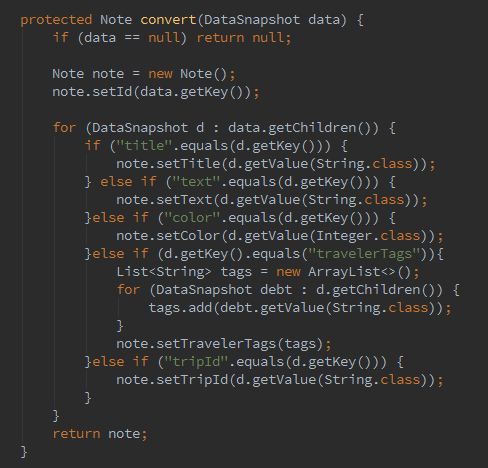 protected Note convert(DataSnapshot data) {
    if (data == null) return null;

    Note note = new Note();
    note.setId(data.getKey());

    for (DataSnapshot d : data.getChildren()) {
        if ("title".equals(d.getKey())) {
            note.setTitle(d.getValue(String.class));
        } else if ("text".equals(d.getKey())) {
            note.setText(d.getValue(String.class));
        }else if ("color".equals(d.getKey())) {
            note.setColor(d.getValue(Integer.class));
        }else if (d.getKey().equals("travelerTags")){
            List<String> tags = new ArrayList<>();
            for (DataSnapshot debt : d.getChildren()) {
                tags.add(debt.getValue(String.class));
            }
            note.setTravelerTags(tags);
        }else if ("tripId".equals(d.getKey())) {
            note.setTripId(d.getValue(String.class));
        }
    }
    return note;
}